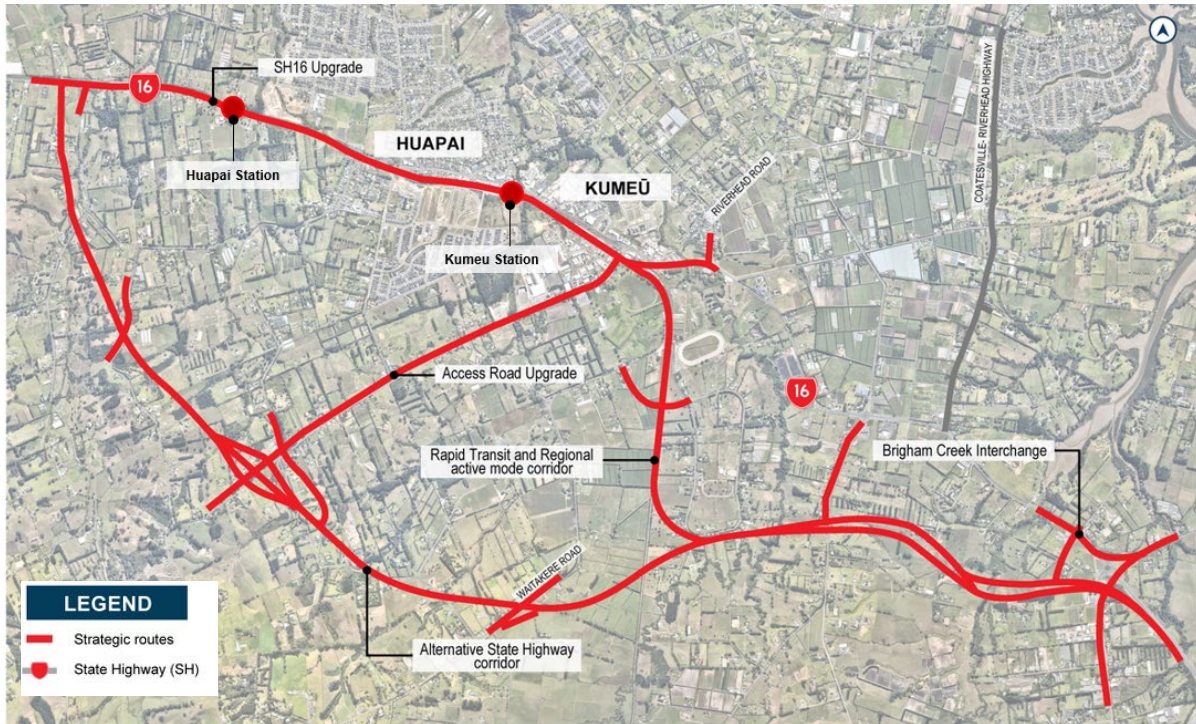 SH16 Upgrade
16
Huapai Station
HUAPAI
KUMEŪ
Kumeu Station
RIVERHEAD ROAD
COATESVILLE- RIVERHEAD HIGHWAY
Access Road Upgrade
16
Rapid Transit and Regional
active mode corridor
Brigham Creek Interchange
WAITAKERE ROAD
Alternative State Highway
corridor
LEGEND
Strategic routes
State Highway (SH)